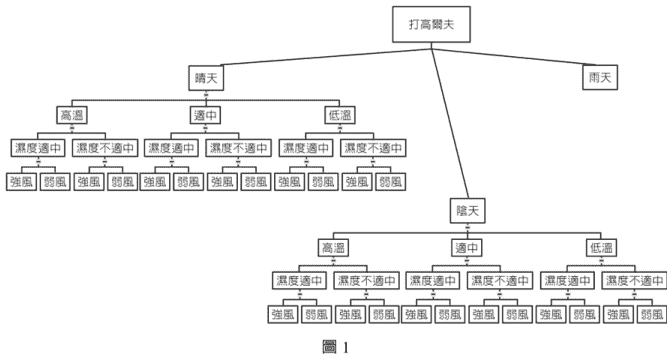 打高爾夫
晴天
雨天
高溫 適中 低溫
濕度適中 濕度不適中 濕度適中 濕度不適中 濕度適中 濕度不適中
強風 弱風 強風 弱風 強風 弱風 強風 弱風 強風 弱風 強風 弱風
陰天
高溫 適中 低溫
濕度適中 濕度不適中 濕度適中 濕度不適中 濕度適中 濕度不適中
強風 弱風 強風 弱風 強風 弱風 強風 弱風 強風 弱風 強風 弱風
圖 1